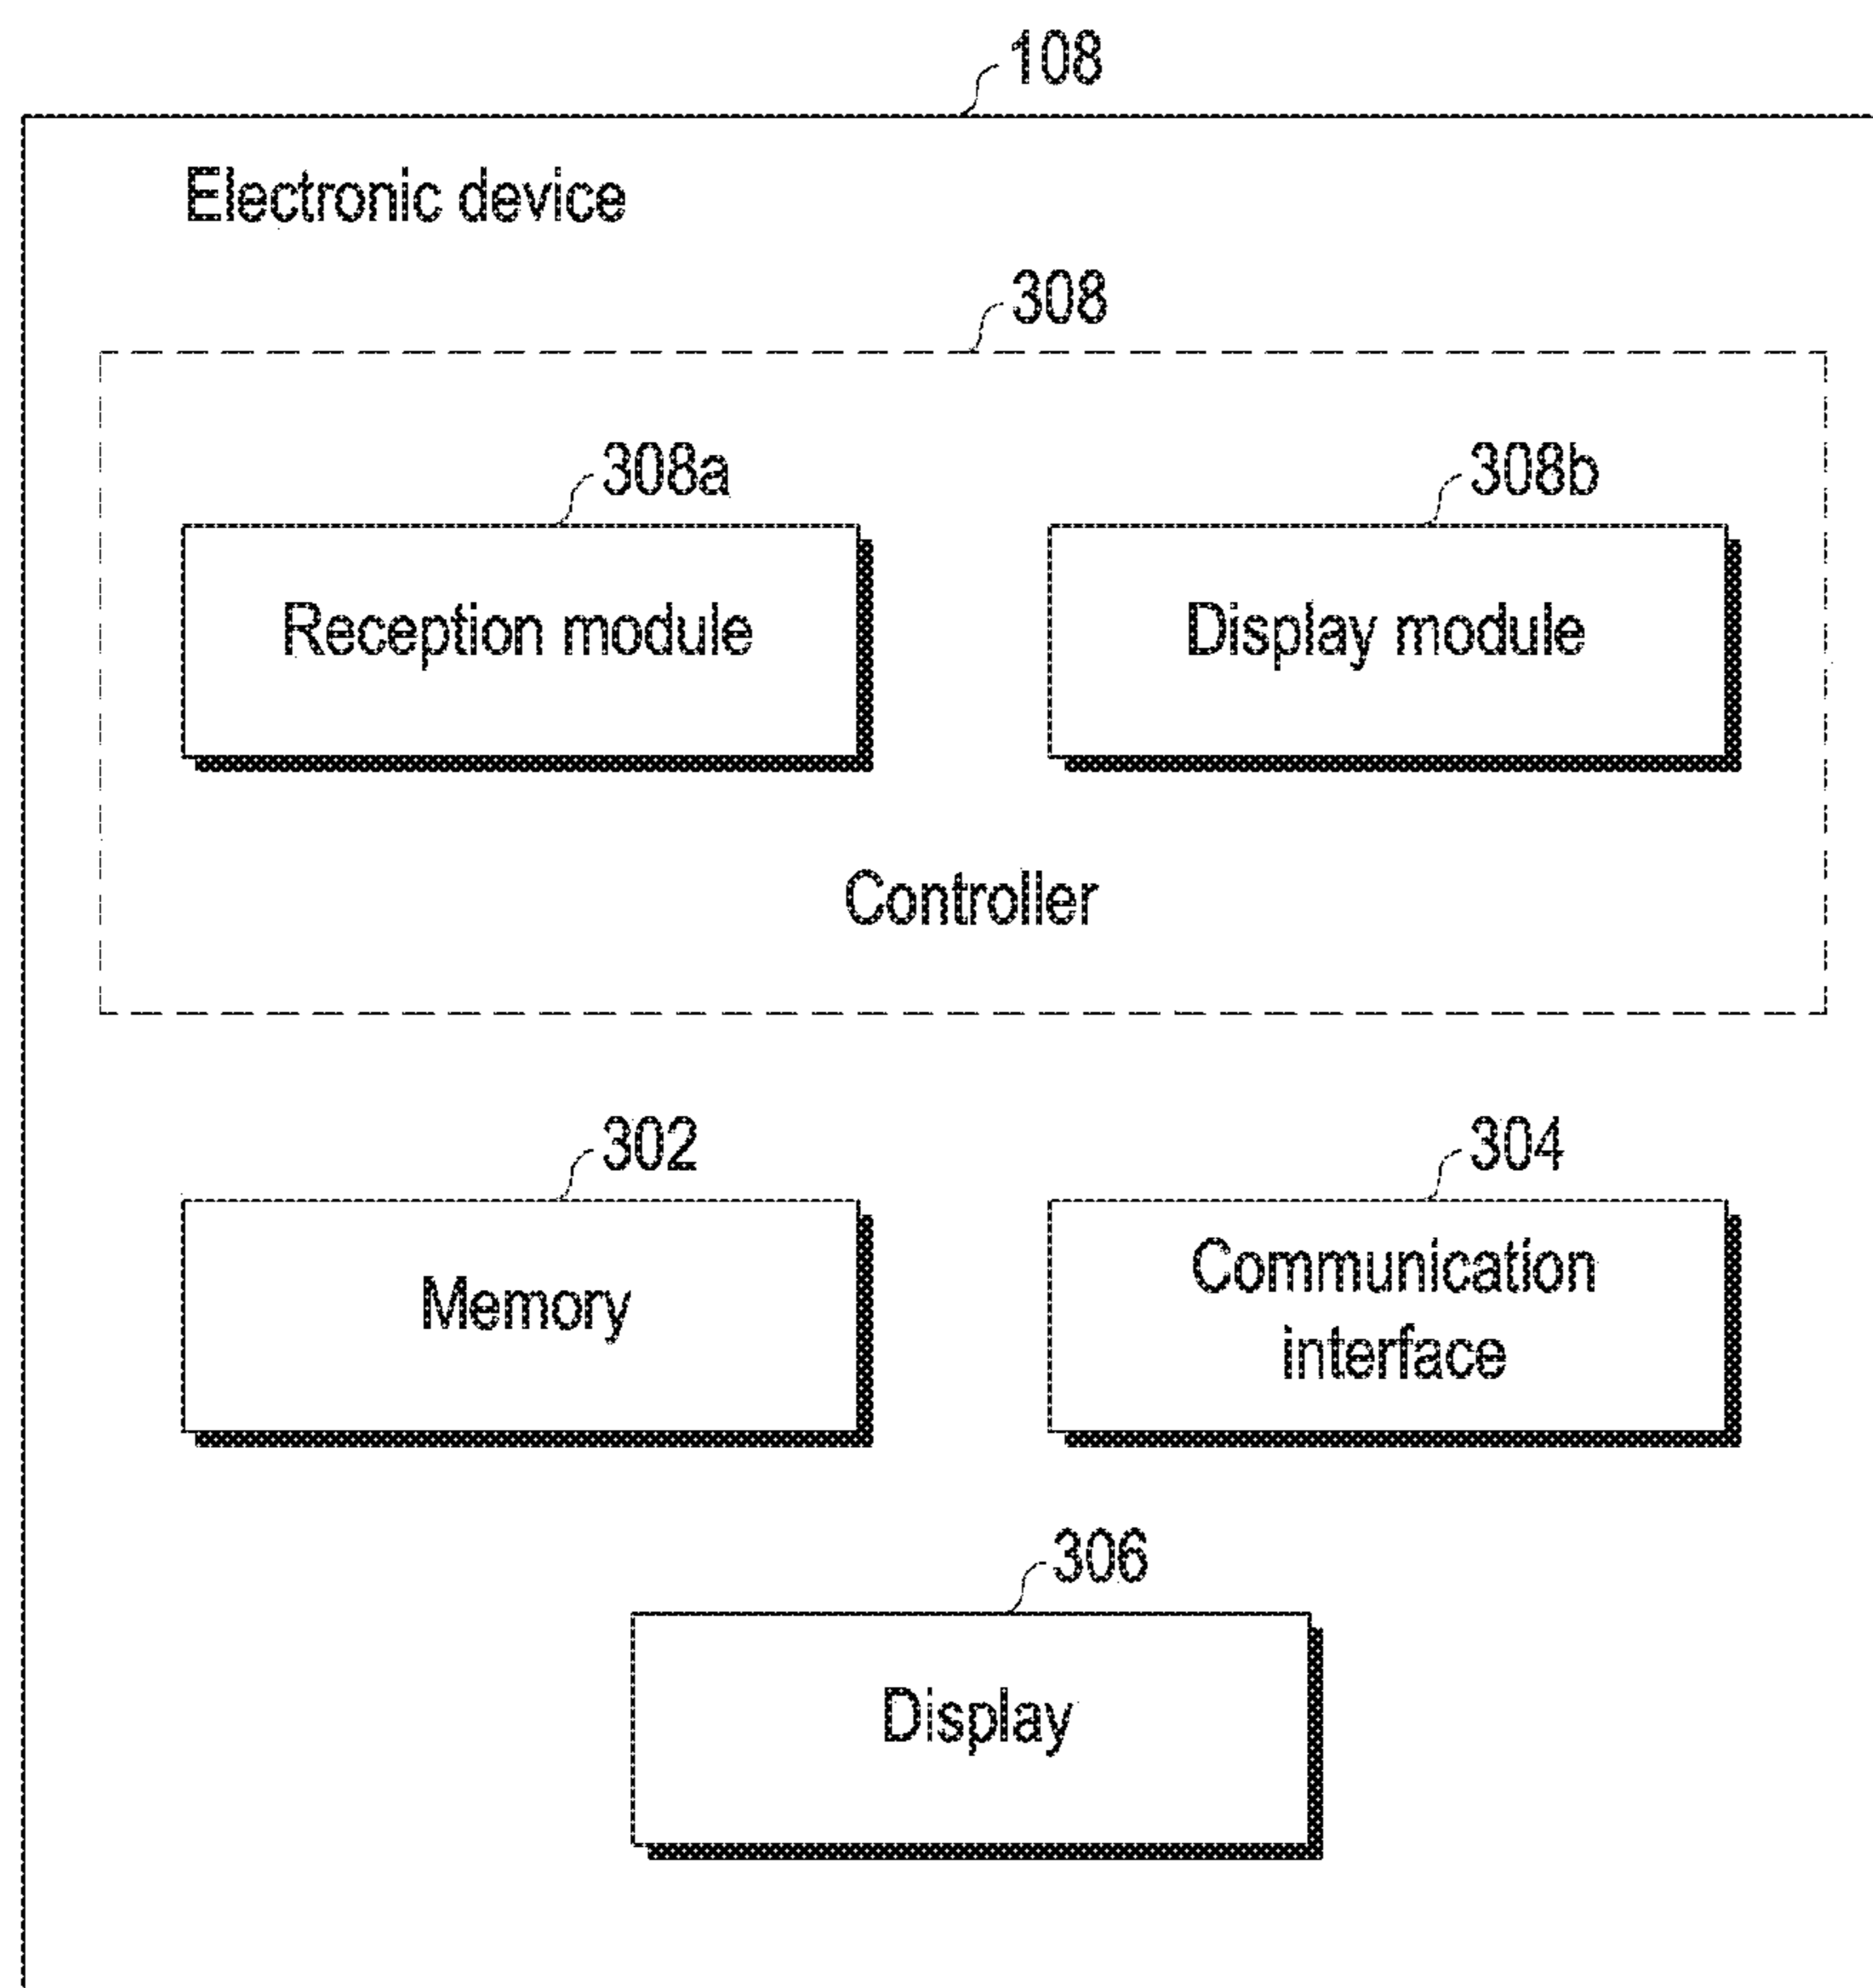 108
Electronic device
308
308a
308b
Reception module
Display module
Controller
302
304
Memory
Communication
interface
306
Display